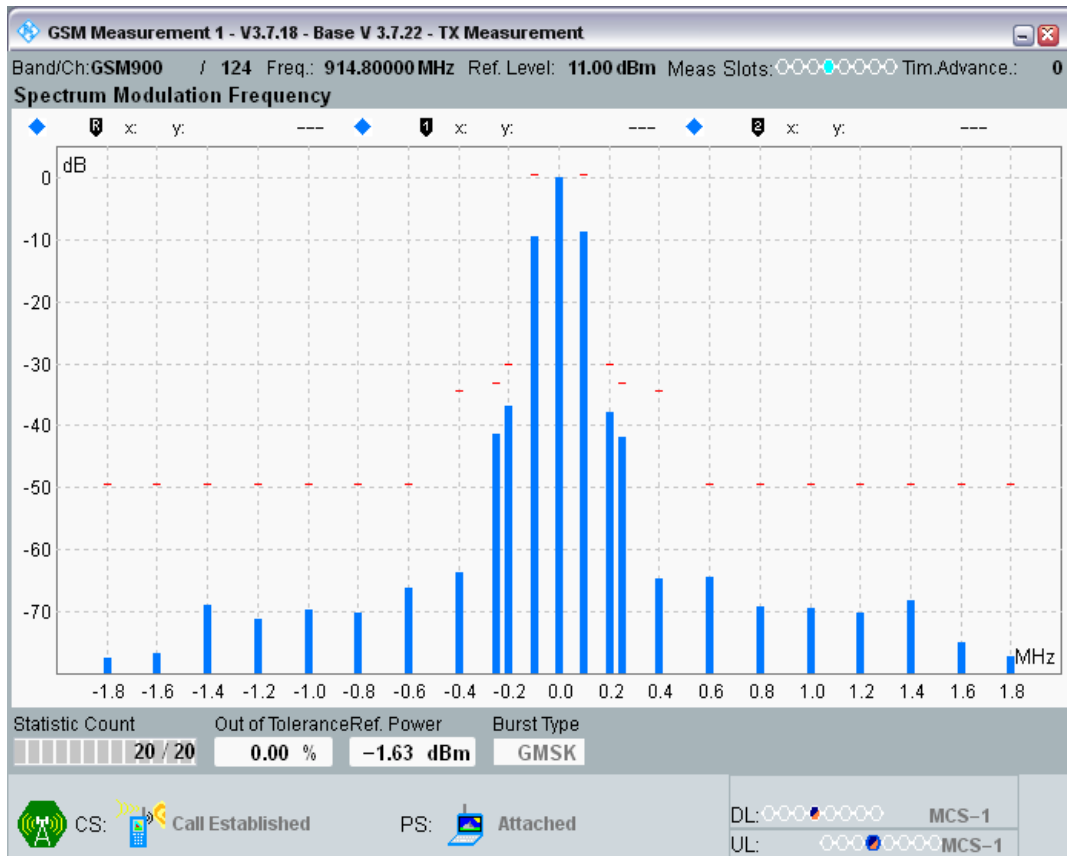 GSM Measurement 1 - V3.7.18 - Base V 3.7.22 - TX Measurement
Band/Ch:GSM900 / 124 Freq.: 914.80000 MHz Ref. Level: 11.00 dBm Meas Slots: Tim.Advance.: 0
Spectrum Modulation Frequency
R x: y: --- 1 x: y: --- 2 x: y: ---
dB
0
-10
-20
-30
-40
-50
-60
-70
MHz
-1.8 -1.6 -1.4 -1.2 -1.0 -0.8 -0.6 -0.4 -0.2 0.0 0.2 0.4 0.6 0.8 1.0 1.2 1.4 1.6 1.8
Statistic Count Out of Tolerance Ref. Power Burst Type
20 / 20 0.00 % −1.63 dBm GMSK
CS: Call Established PS: Attached DL: MCS−1
UL: MCS−1